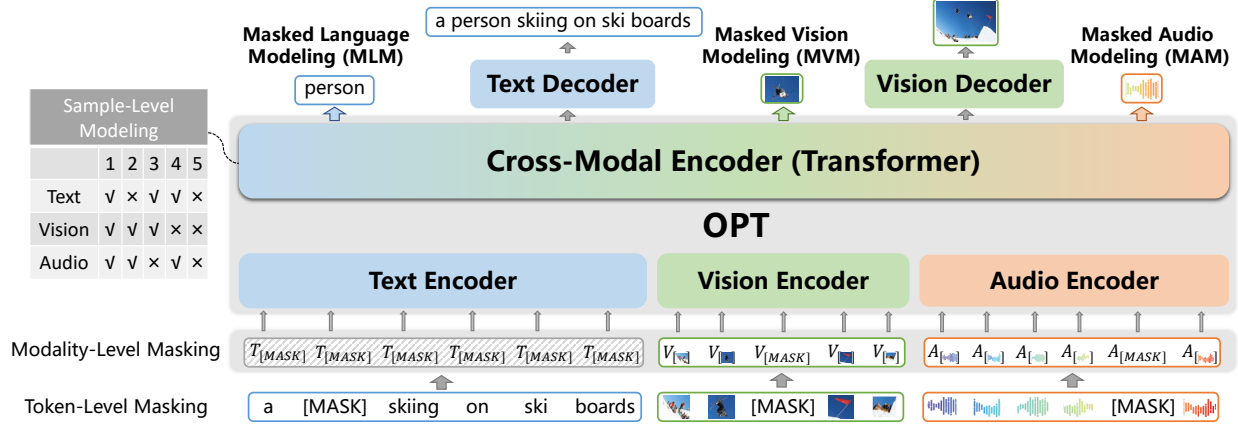 a person skiing on ski boards
Masked Language
Modeling (MLM)
Masked Vision
Modeling (MVM)
Masked Audio
Modeling (MAM)
person
Text Decoder
Vision Decoder
Sample-Level
Modeling
1 2 3 4 5
Text √ × √ √ ×
Vision √ √ √ × ×
Audio √ √ × √ ×
Cross-Modal Encoder (Transformer)
OPT
Text Encoder
Vision Encoder
Audio Encoder
Modality-Level Masking
T[MASK] T[MASK] T[MASK] T[MASK] T[MASK] T[MASK]
V[ ] V[ ] V[MASK] V[ ] V[ ]
A[ ] A[ ] A[ ] A[ ] A[MASK] A[ ]
Token-Level Masking
a [MASK] skiing on ski boards
[MASK]
[MASK]